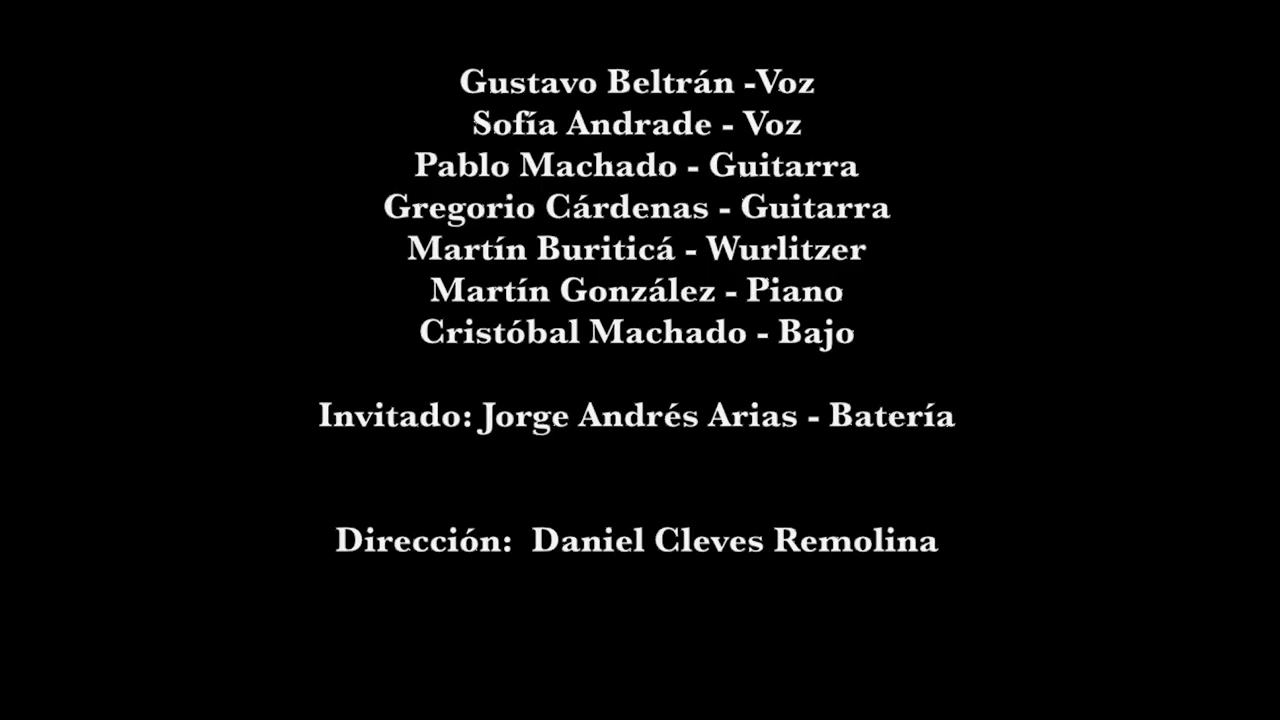 Gustavo Beltrán -Voz
Sofía Andrade - Voz
Pablo Machado - Guitarra
Gregorio Cárdenas - Guitarra
Martín Buriticá - Wurlitzer
Martín González - Piano
Cristóbal Machado - Bajo
Invitado: Jorge Andrés Arias - Batería
Dirección:  Daniel Cleves Remolina